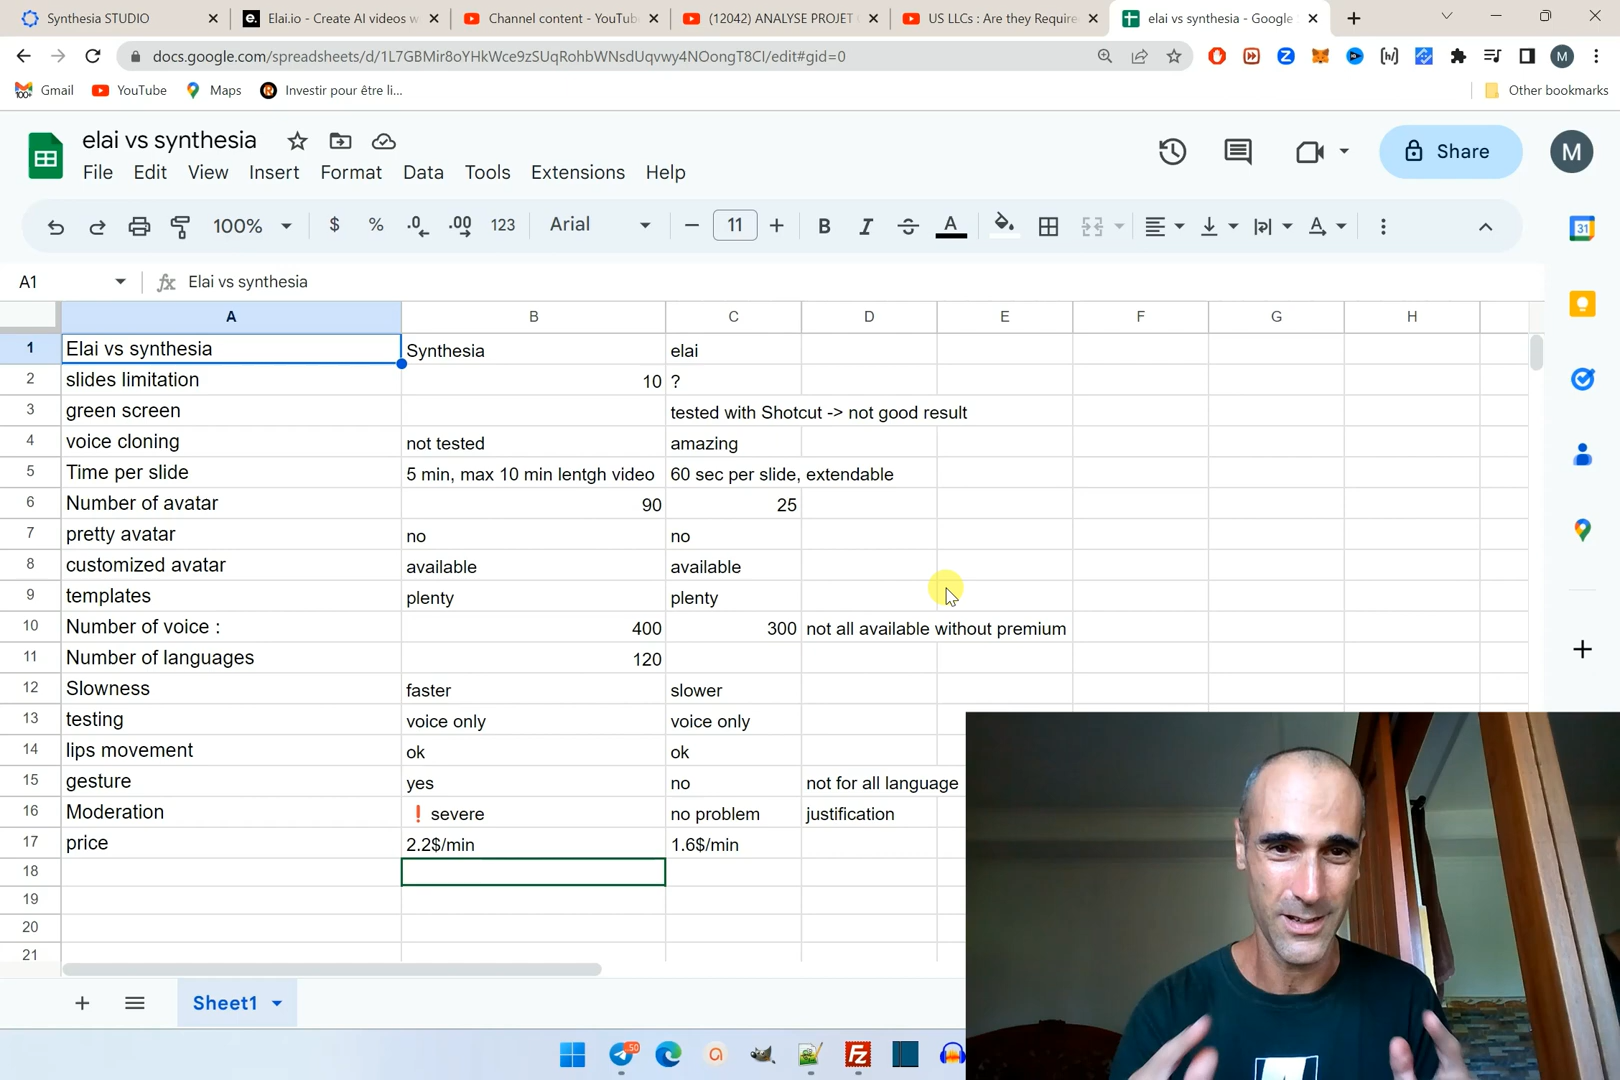 Synthesia STUDIO
Elai.io - Create AI videos w
Channel content - YouTub
(12042) ANALYSE PROJET
US LLCs : Are they Require
elai vs synthesia - Google
docs.google.com/spreadsheets/d/1L7GBMir8oYHkWce9zSUqRohbWNsdUqvwy4NOongT8CI/edit#gid=0
M
100+
Gmail
YouTube
Maps
Investir pour être li...
Other bookmarks
elai vs synthesia
File Edit View Insert Format Data Tools Extensions Help
Share
M
100%
$ % .0 .00 123
Arial
11
B I A
31
A1
fx Elai vs synthesia
A B C D E F G H
1 Elai vs synthesia Synthesia elai
2 slides limitation 10 ?
3 green screen tested with Shotcut -> not good result
4 voice cloning not tested amazing
5 Time per slide 5 min, max 10 min lentgh video 60 sec per slide, extendable
6 Number of avatar 90 25
7 pretty avatar no no
8 customized avatar available available
9 templates plenty plenty
10 Number of voice : 400 300 not all available without premium
11 Number of languages 120
12 Slowness faster slower
13 testing voice only voice only
14 lips movement ok ok
15 gesture yes no not for all language
16 Moderation ❗ severe no problem justification
17 price 2.2$/min 1.6$/min
18
19
20
21
Sheet1
50
FZ